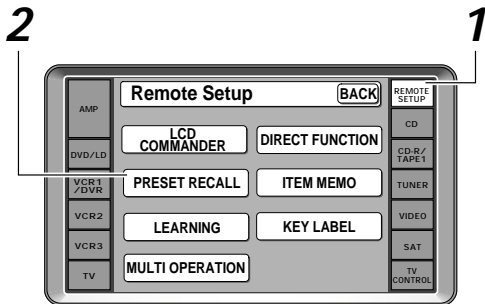 2
1
Remote Setup
BACK
AMP
DVD/LD
VCR1
/DVR
VCR2
VCR3
TV
LCD
COMMANDER
DIRECT FUNCTION
PRESET RECALL
ITEM MEMO
LEARNING
KEY LABEL
MULTI OPERATION
REMOTE
SETUP
CD
CD-R/
TAPE1
TUNER
VIDEO
SAT
TV
CONTROL